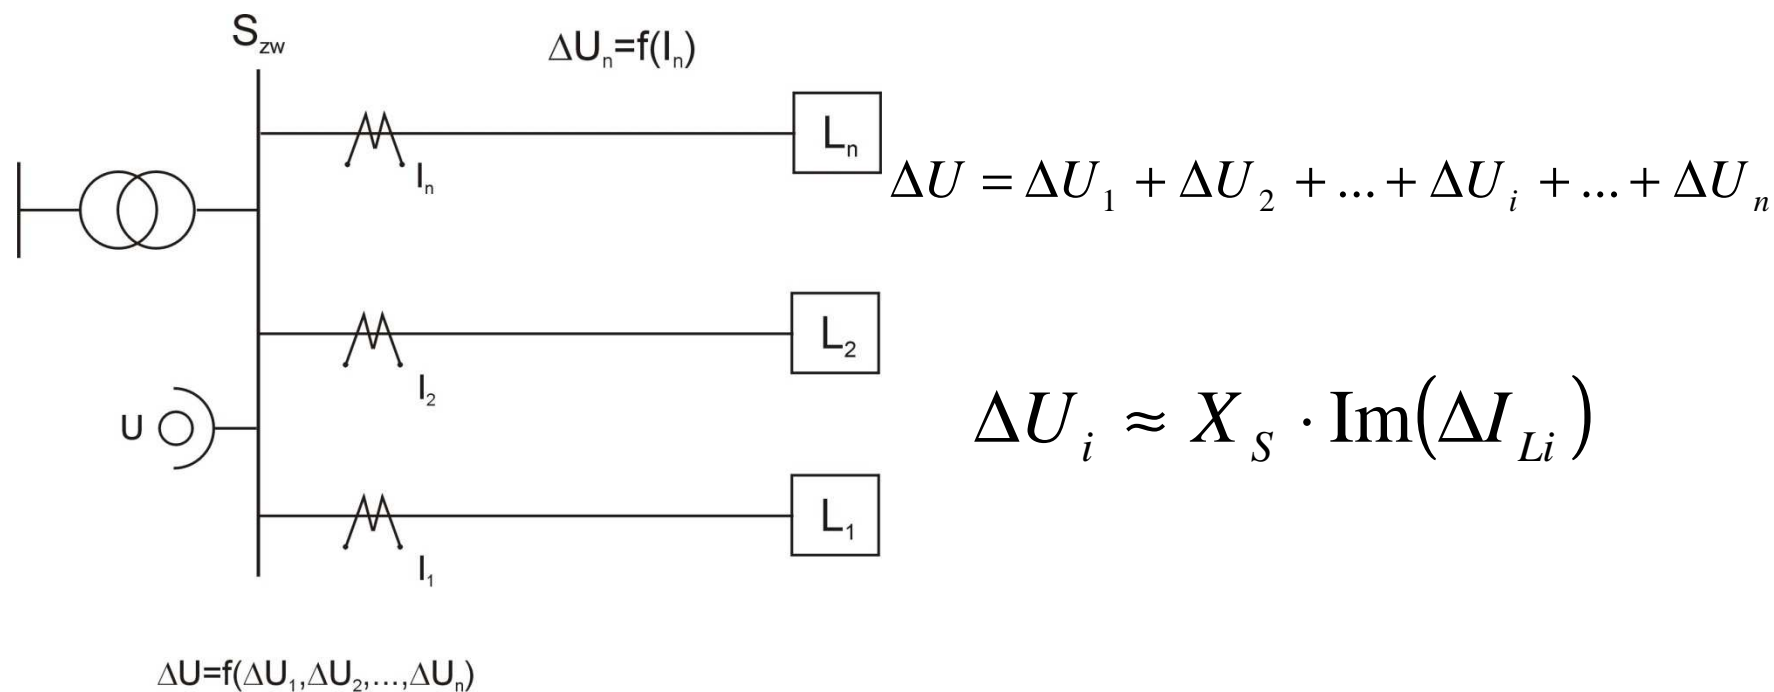 S_zw
ΔU_n=f(I_n)
L_n
I_n
ΔU = ΔU_1 + ΔU_2 + ... + ΔU_i + ... + ΔU_n
L_2
I_2
U
ΔU_i ≈ X_S · Im(ΔI_Li)
L_1
I_1
ΔU=f(ΔU_1,ΔU_2,...,ΔU_n)